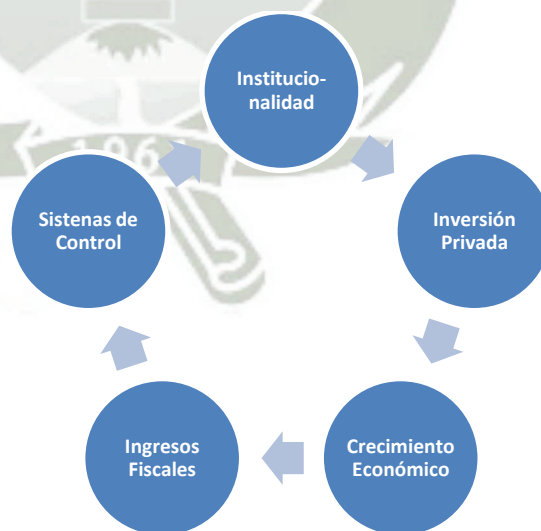 Institucio-
nalidad
Inversión
Privada
Crecimiento
Económico
Ingresos
Fiscales
Sistenas de
Control